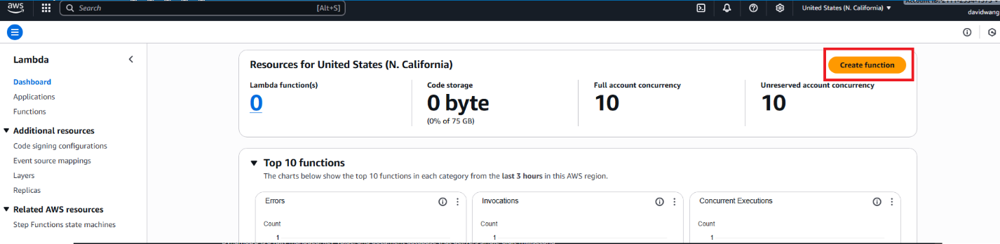 aws
Search
[Alt+S]
United States (N. California)
davidwang
Lambda
Dashboard
Applications
Functions
Additional resources
Code signing configurations
Event source mappings
Layers
Replicas
Related AWS resources
Step Functions state machines
Resources for United States (N. California)
Create function
Lambda function(s)
0
Code storage
0 byte
(0% of 75 GB)
Full account concurrency
10
Unreserved account concurrency
10
Top 10 functions
The charts below show the top 10 functions in each category from the last 3 hours in this AWS region.
Errors
Count
1
Invocations
Count
1
Concurrent Executions
Count
1